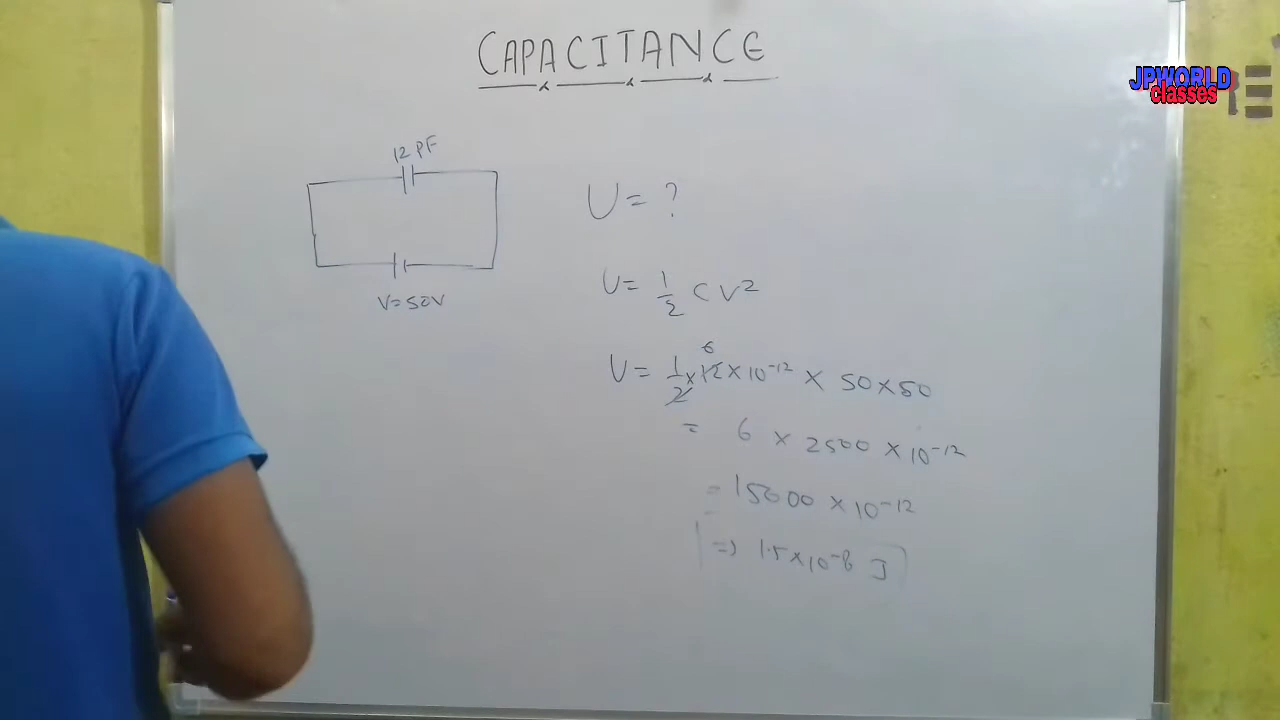 CAPACITANCE
JPWORLD
classes
12 PF
V=50V
U= ?
U= 1/2 CV²
6
U= 1/2 x 12 x 10⁻¹² x 50x50
= 6 x 2500 x 10⁻¹²
= 15000 x 10⁻¹²
=) 1.5x10⁻⁸ J